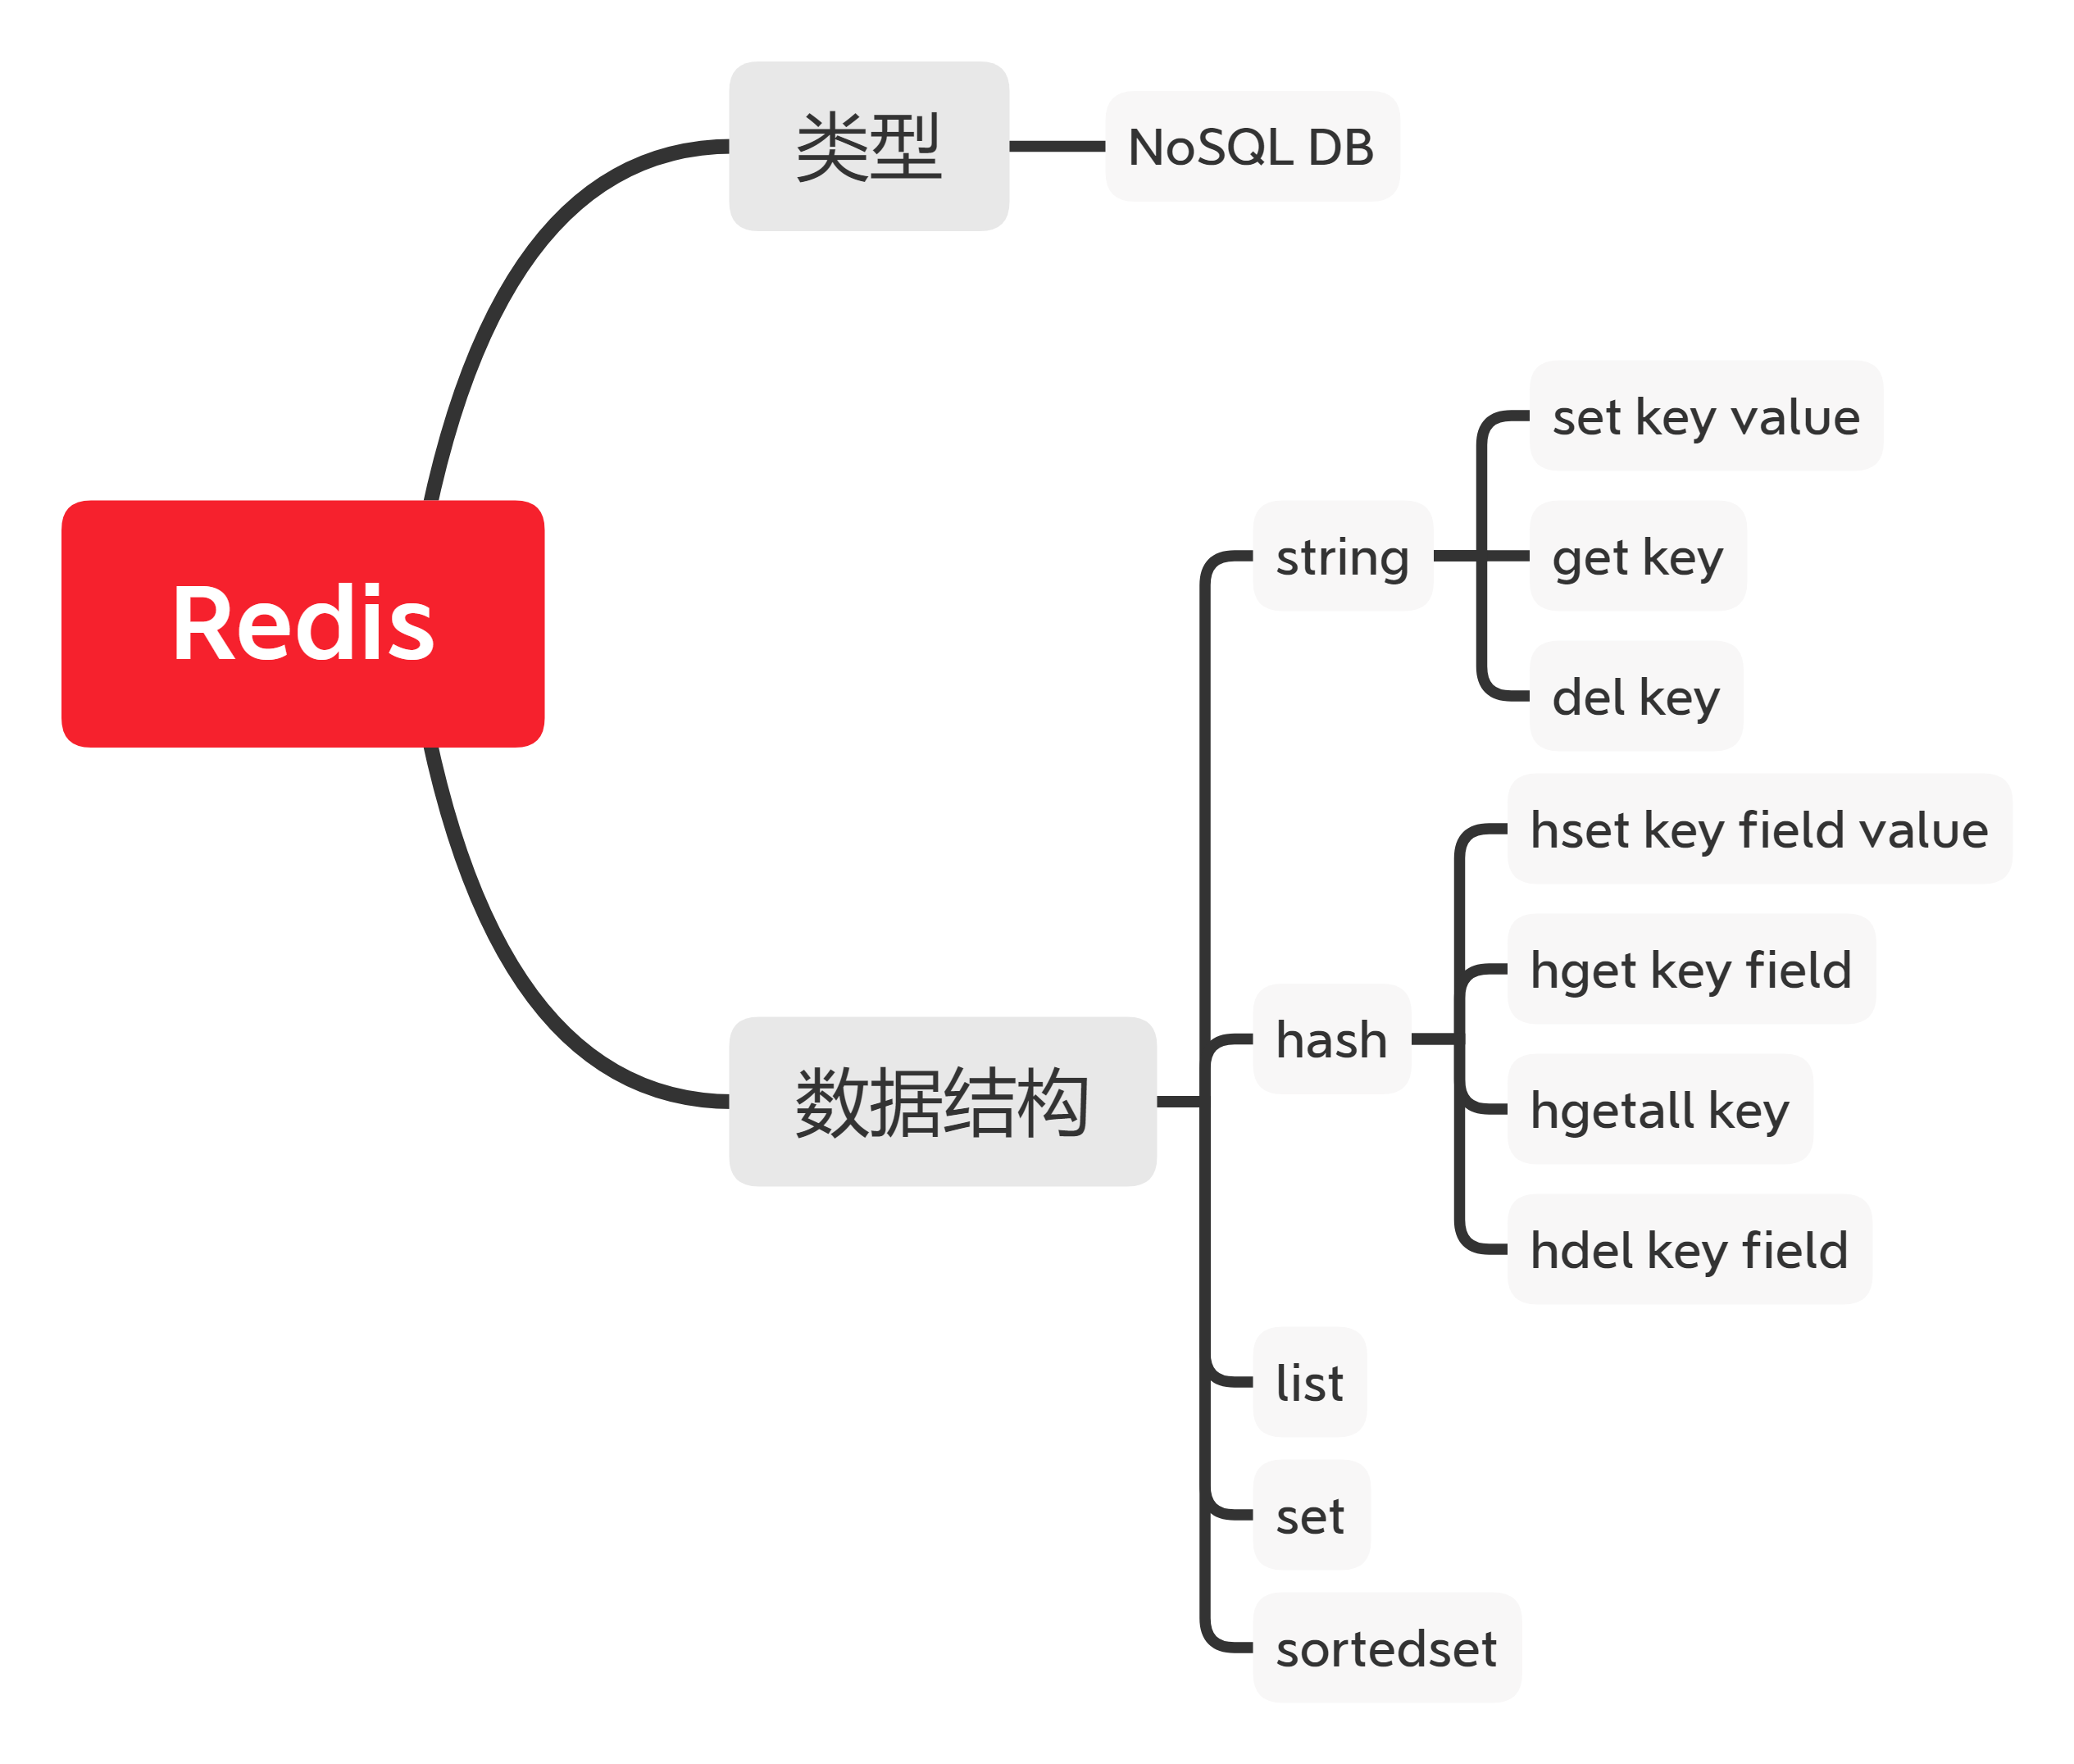 Redis
类型
NoSQL DB
数据结构
string
set key value
get key
del key
hash
hset key field value
hget key field
hgetall key
hdel key field
list
set
sortedset